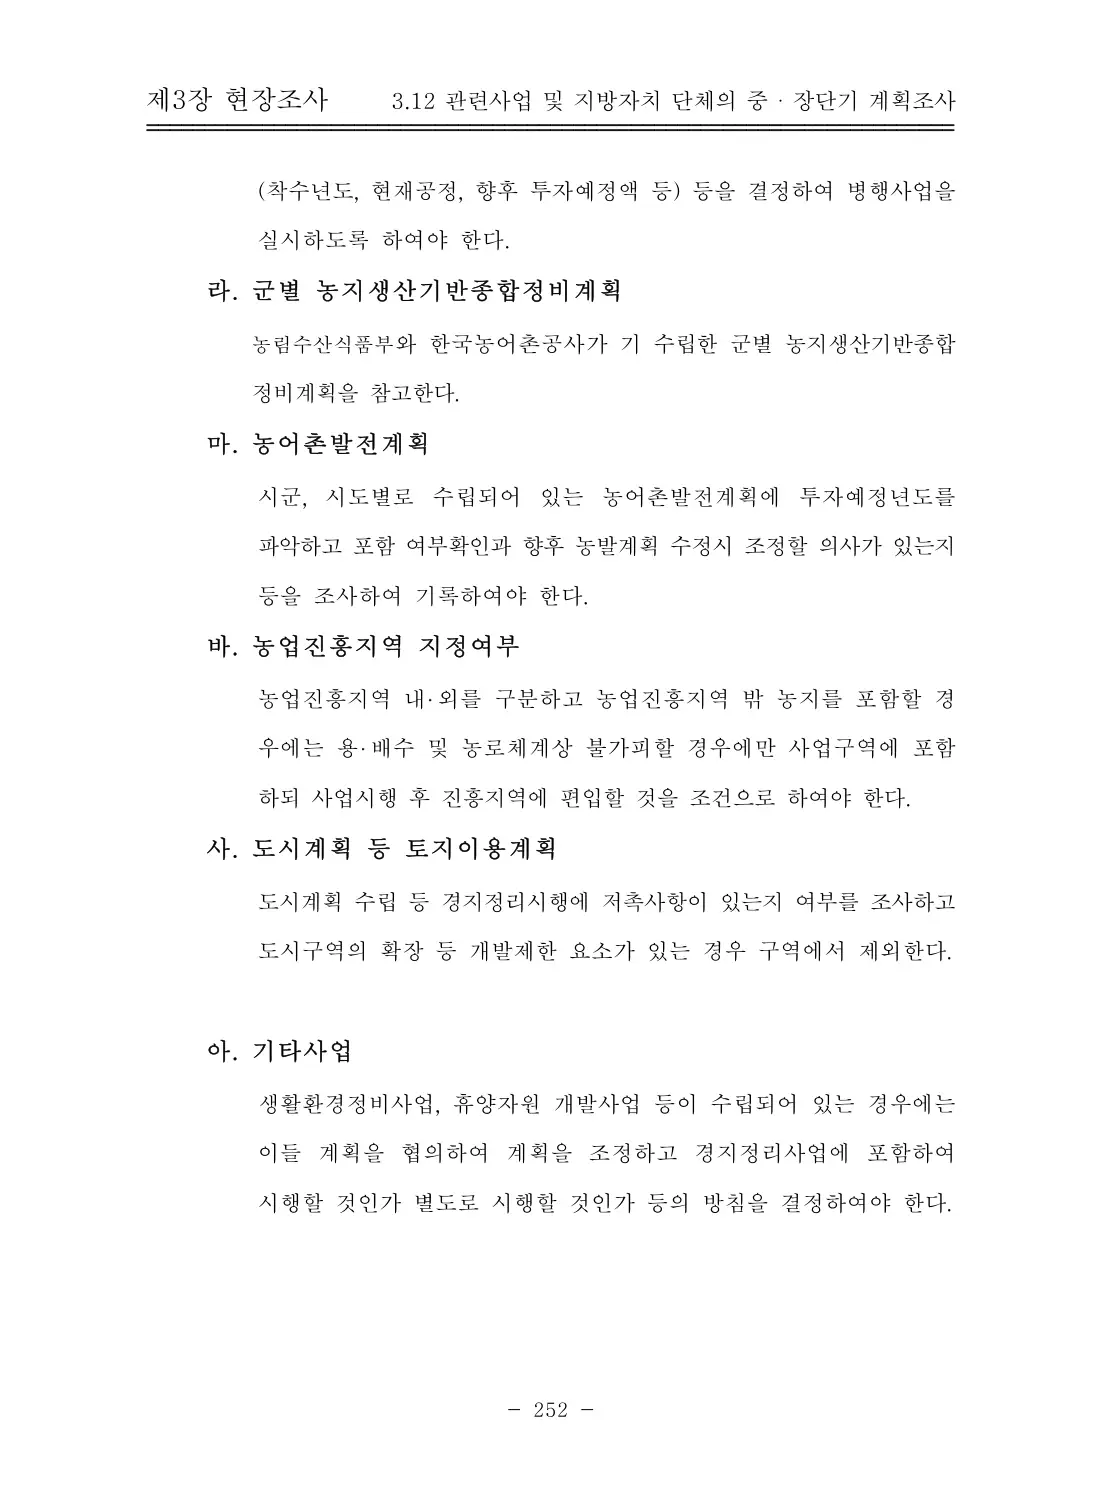 제3장 현장조사 3.12 관련사업 및 지방자치 단체의 중·장단기 계획조사
(착수년도, 현재공정, 향후 투자예정액 등) 등을 결정하여 병행사업을
실시하도록 하여야 한다.
라. 군별 농지생산기반종합정비계획
농림수산식품부와 한국농어촌공사가 기 수립한 군별 농지생산기반종합
정비계획을 참고한다.
마. 농어촌발전계획
시군, 시도별로 수립되어 있는 농어촌발전계획에 투자예정년도를
파악하고 포함 여부확인과 향후 농발계획 수정시 조정할 의사가 있는지
등을 조사하여 기록하여야 한다.
바. 농업진흥지역 지정여부
농업진흥지역 내·외를 구분하고 농업진흥지역 밖 농지를 포함할 경
우에는 용·배수 및 농로체계상 불가피할 경우에만 사업구역에 포함
하되 사업시행 후 진흥지역에 편입할 것을 조건으로 하여야 한다.
사. 도시계획 등 토지이용계획
도시계획 수립 등 경지정리시행에 저촉사항이 있는지 여부를 조사하고
도시구역의 확장 등 개발제한 요소가 있는 경우 구역에서 제외한다.
아. 기타사업
생활환경정비사업, 휴양자원 개발사업 등이 수립되어 있는 경우에는
이들 계획을 협의하여 계획을 조정하고 경지정리사업에 포함하여
시행할 것인가 별도로 시행할 것인가 등의 방침을 결정하여야 한다.
- 252 -